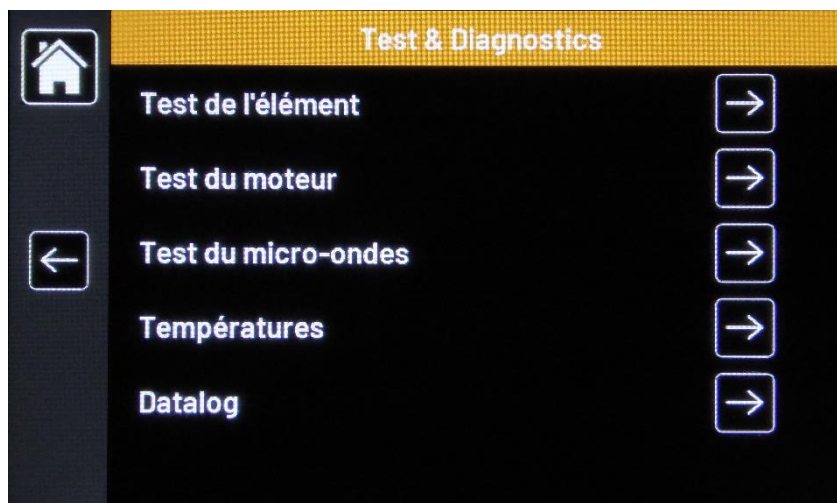 Test & Diagnostics
Test de l'élément
Test du moteur
Test du micro-ondes
Températures
Datalog